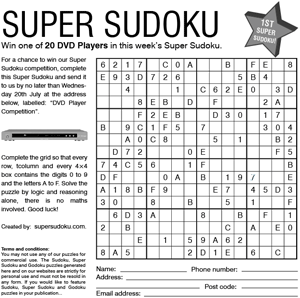 SUPER SUDOKU
1ST
SUPER
SUDOKU!
Win one of 20 DVD Players in this week's Super Sudoku.
For a chance to win our Super
Sudoku competition, complete
this Super Sudoku and send it
to us by no later than Wednes-
day 20th July at the address
below, labelled: "DVD Player
Competition".
Complete the grid so that every
row, tcolumn and every 4×4
box contains the digits 0 to 9
and the letters A to F. Solve the
puzzle by logic and reasoning
alone, there is no maths
involved. Good luck!
Created by: supersudoku.com.
Terms and conditions:
You may not use any of our puzzles for
commercial use. The Sudoku, Super
Sudoku and Godoku puzzles generated
here and on our websites are strictly for
personal use and must not be resold in
any form. If you would like to feature
Sudoku, Super Sudoku and Godoku
puzzles in your publication...
6 2 1 7 C 0 A B F E 8
E 9 3 D 7 2 6 5 B 4
4 1 C 6 2 E 0 3 D
8 E B D F A 2
F 2 E B D 3 0 1 7
B 9 C 1 F 5 7 E 3 0 4
A 0 C 8 5 1 B 2
D 7 2 0 E F 5
7 4 C 5 6 1 F
D F 0 A B 1 9 7 E
A 1 8 B F 9 E 7 4 5 D
6 D 3 A 8 B F 1
2 B C A E 0
E 1 5 9 A 6 2
8 A 5 2 D 1 E 6 C
Name: Phone number:
Address:
Post code:
Email address: